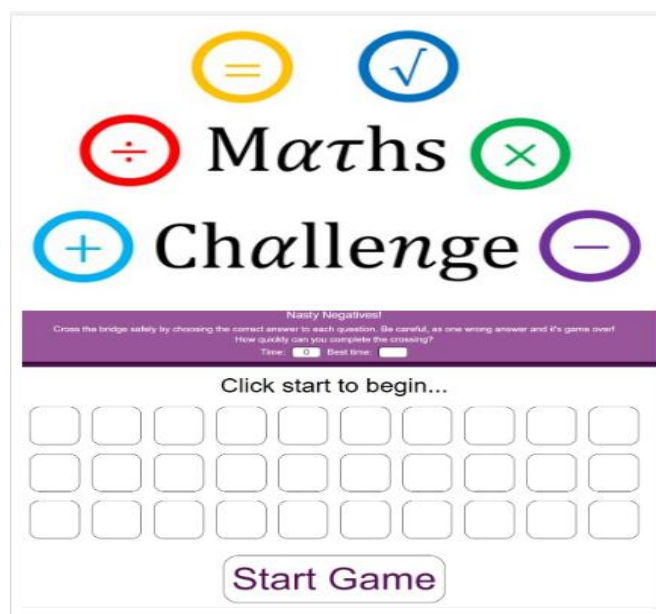 = √
÷ Mατhs ×
+ Chαllenge −
Nasty Negatives!
Cross the bridge safely by choosing the correct answer to each question. Be careful, as one wrong answer and it's game over!
How quickly can you complete the crossing?
Time: 0 Best time:
Click start to begin...
Start Game